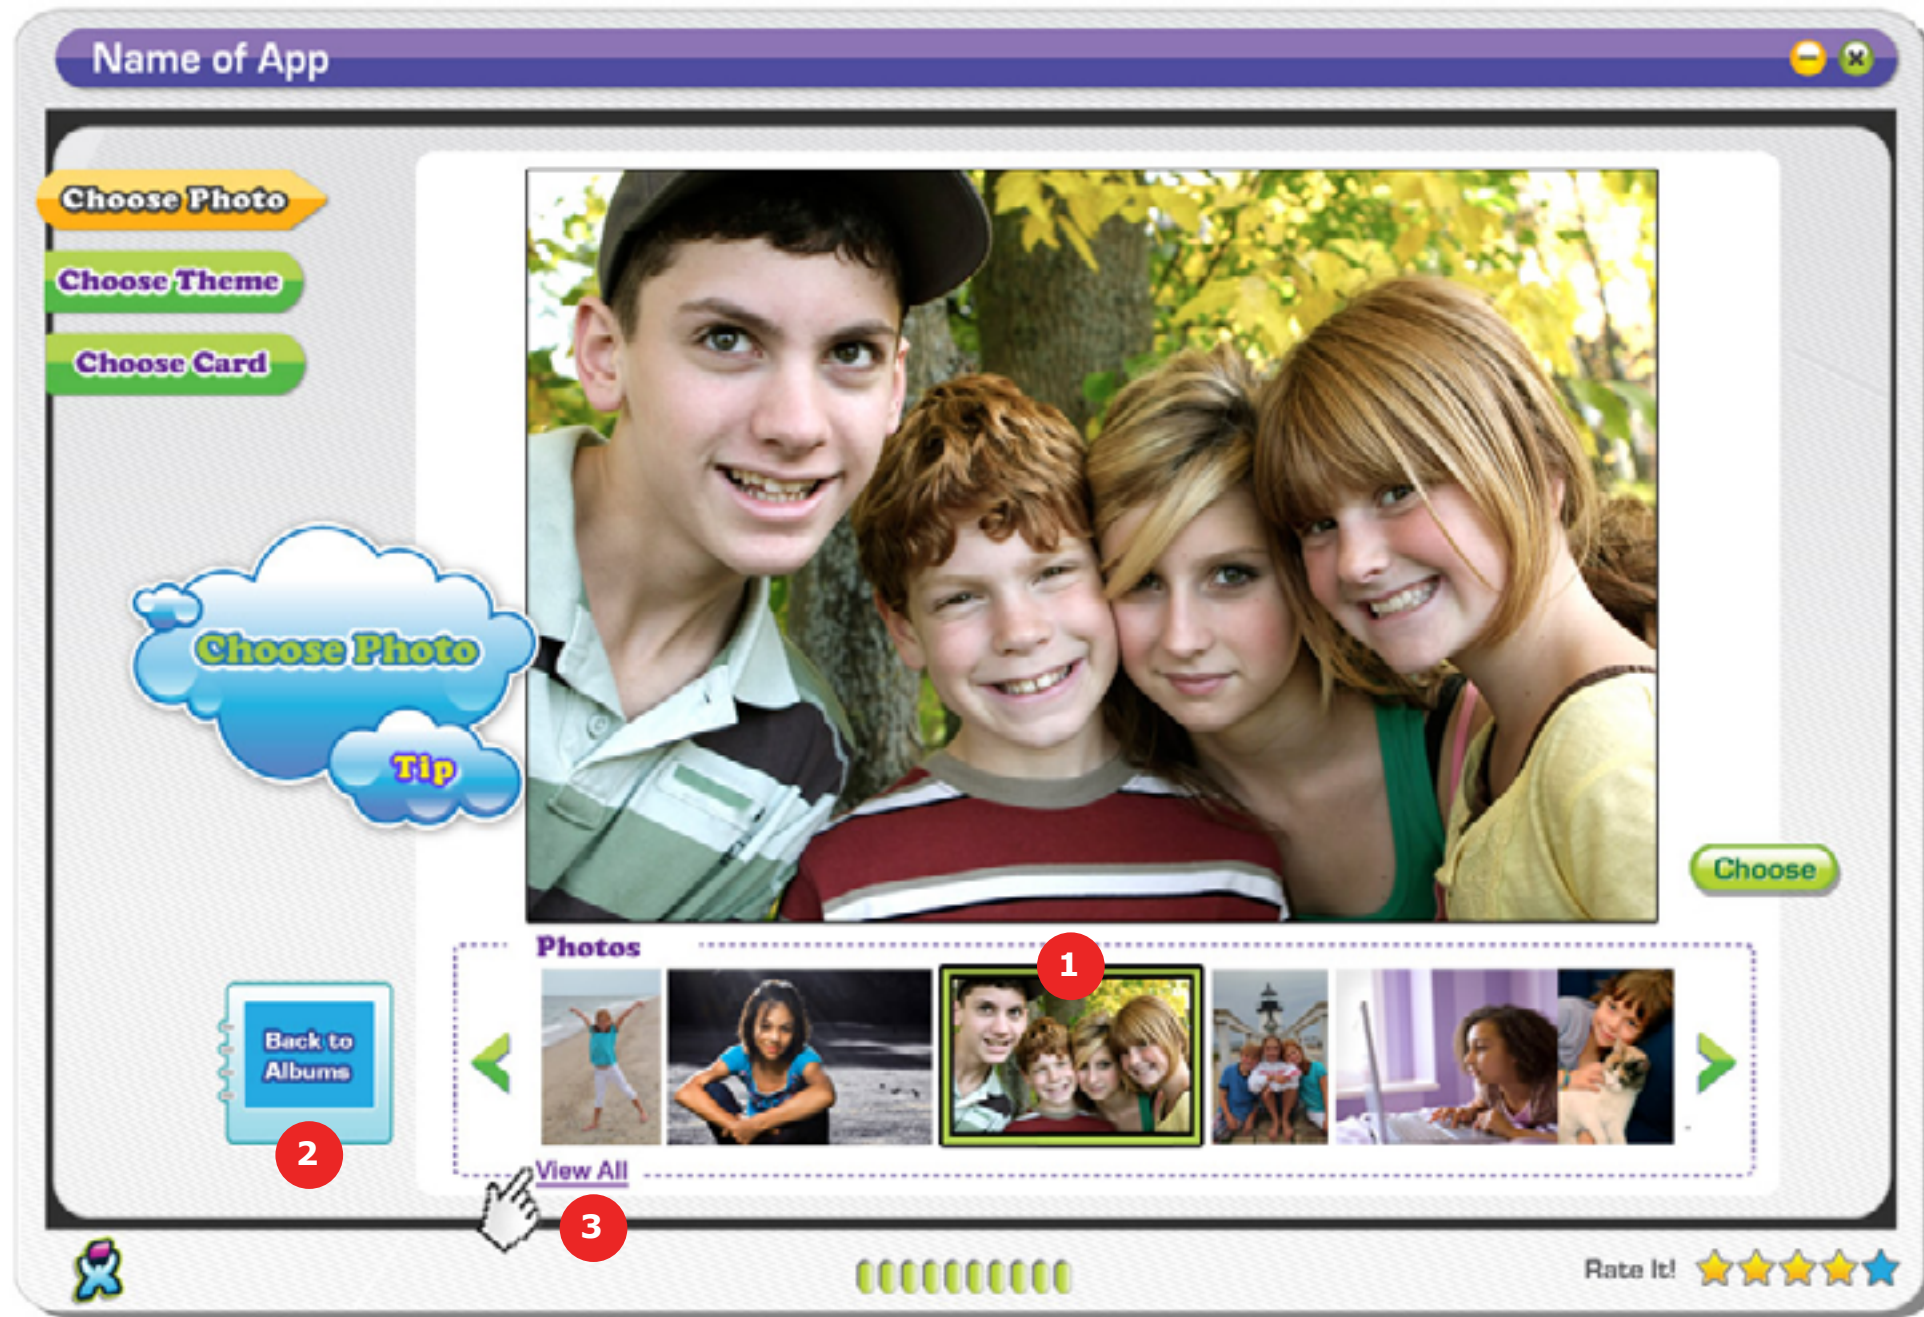 Name of App
Choose Photo
Choose Theme
Choose Card
Choose Photo
Tip
Choose
Photos
1
Back to
Albums
2
View All
3
Rate It!